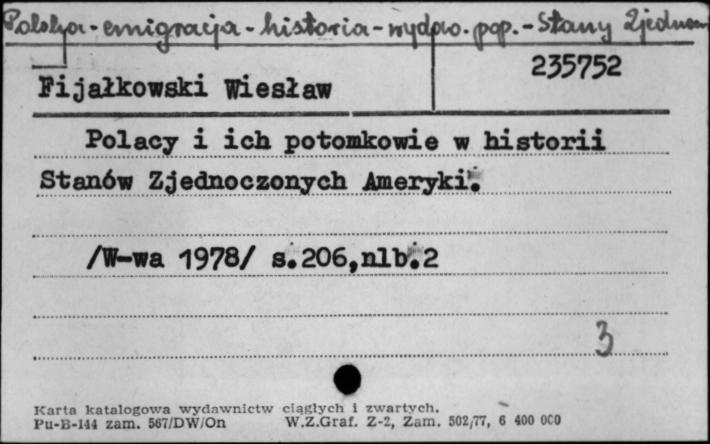 Polska - emigracja - historia - wydaw. pop. - Stany Zjednocz
235752
Fijałkowski Wiesław
Polacy i ich potomkowie w historii
Stanów Zjednoczonych Ameryki.
/W-wa 1978/ s.206,nlb.2
3
Karta katalogowa wydawnictw ciągłych i zwartych.
Pu-B-144 zam. 567/DW/On W.Z.Graf. Z-2, Zam. 502/77, 6 400 000